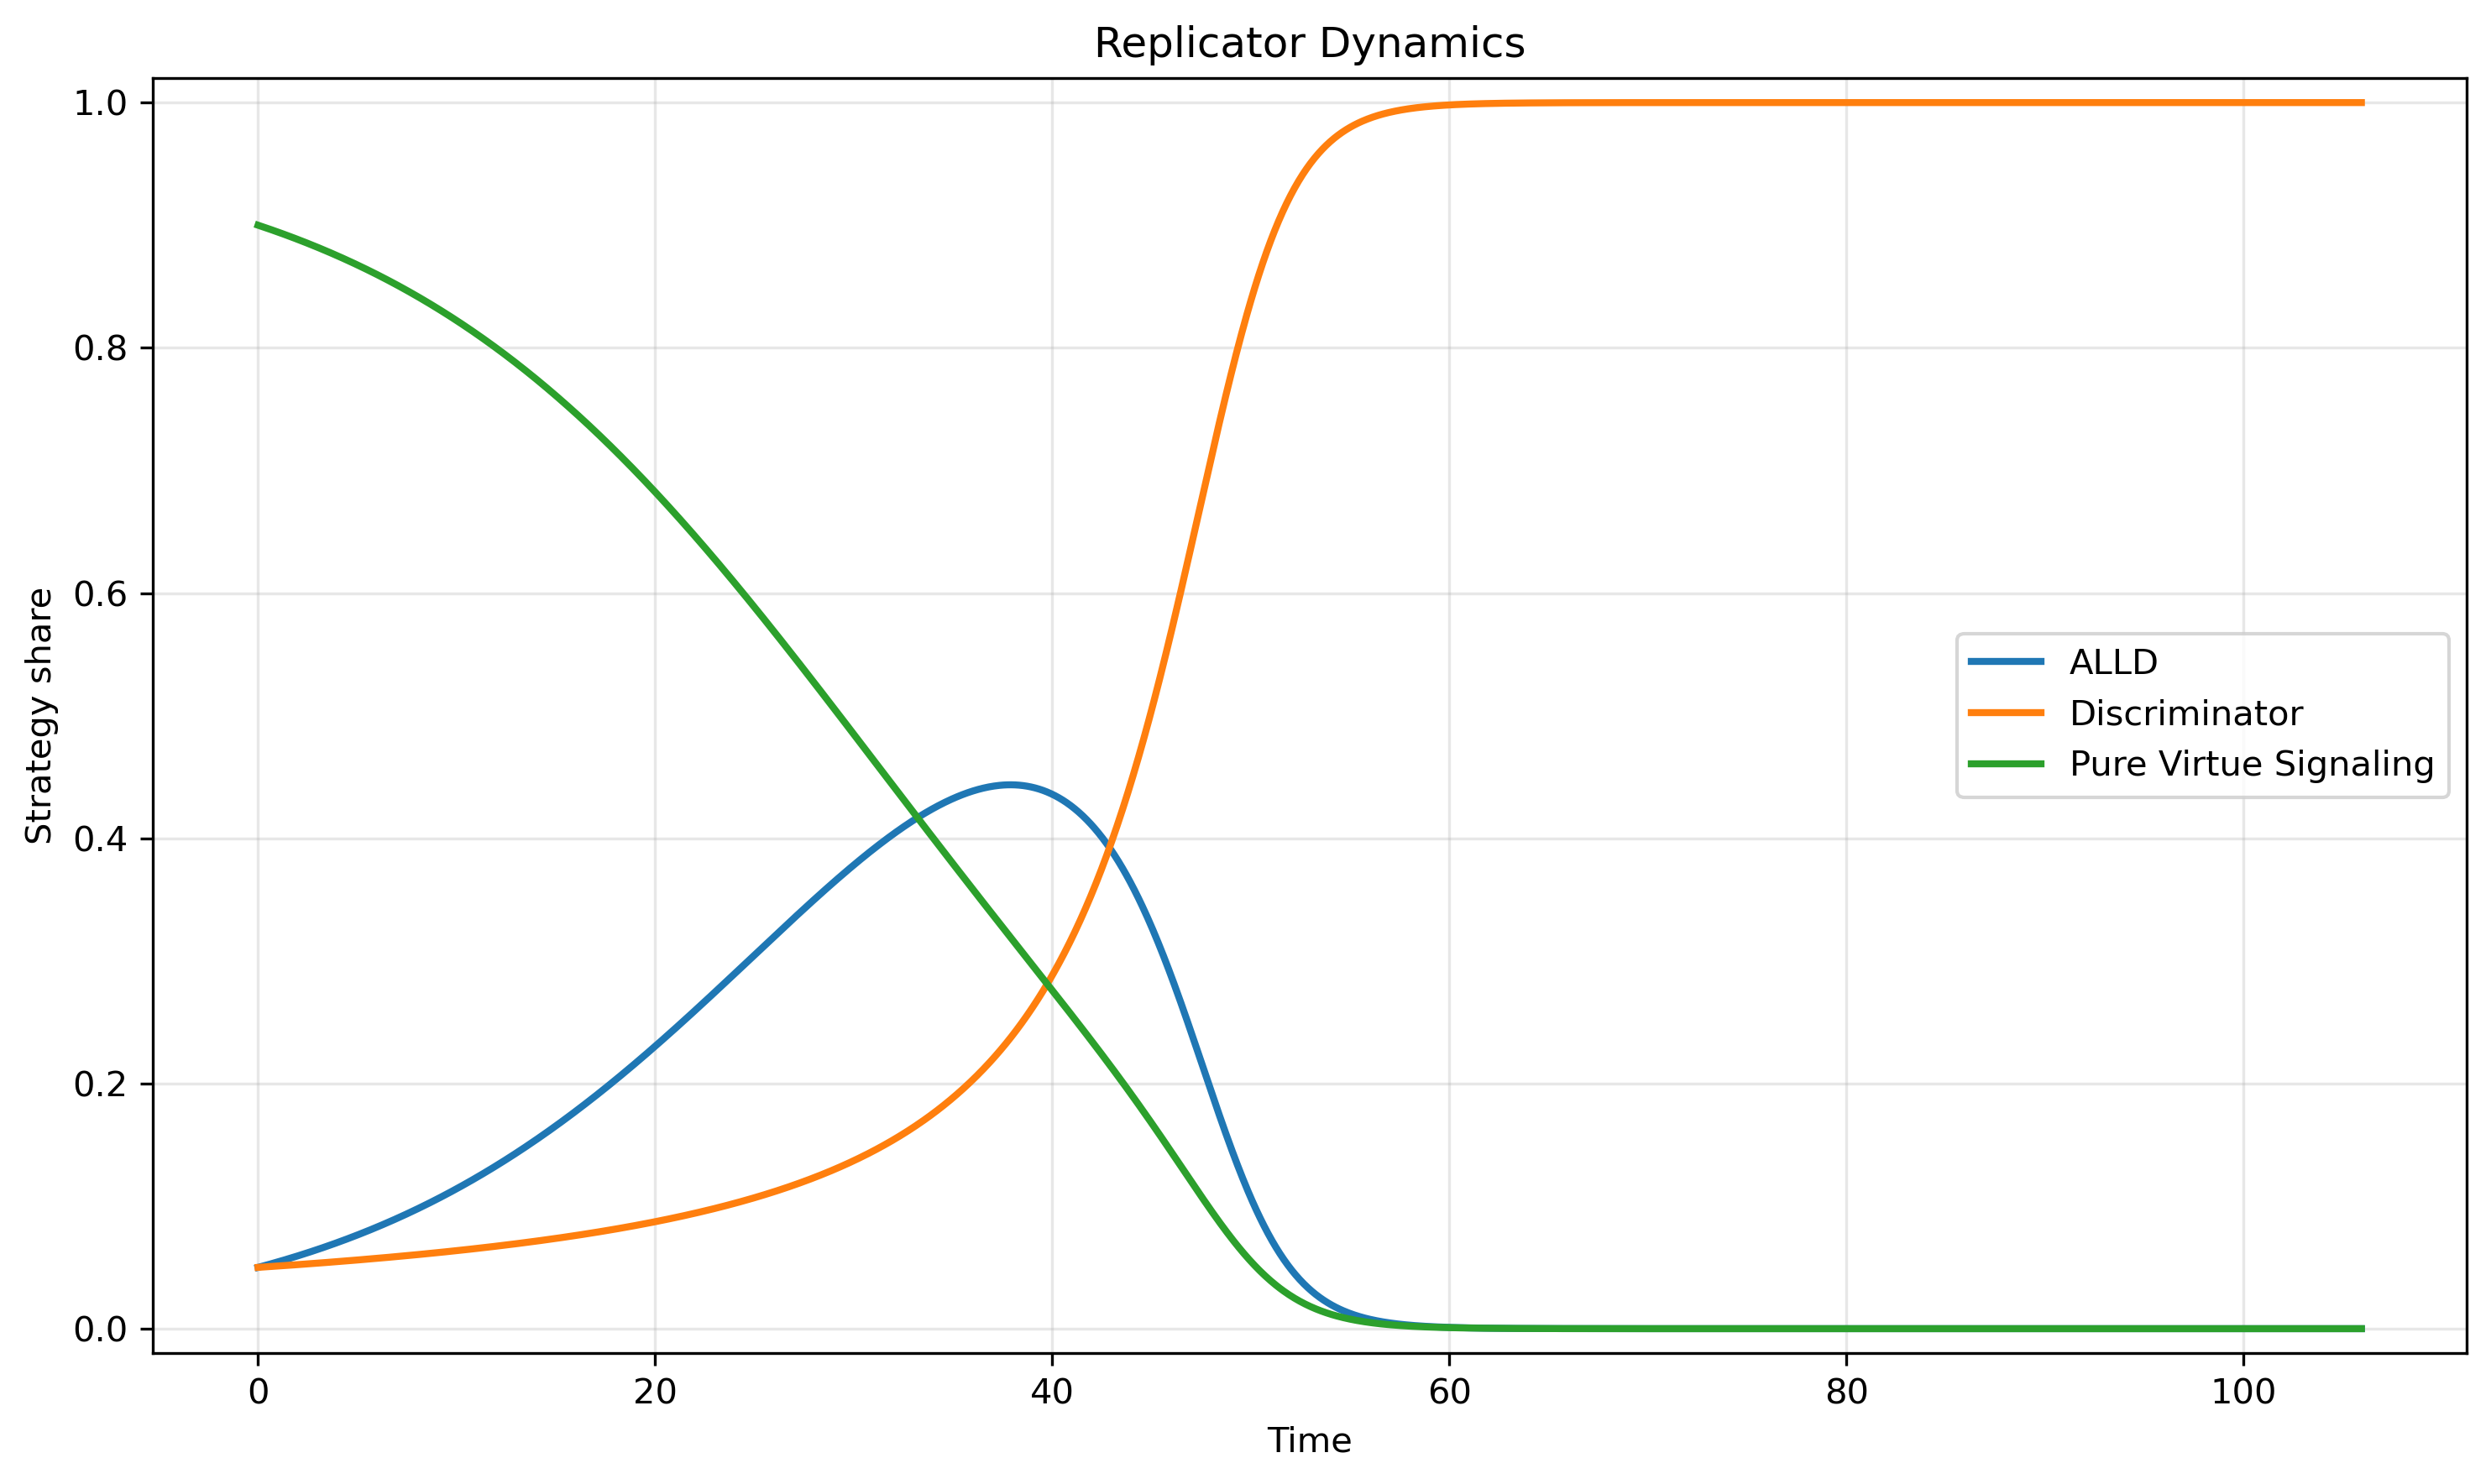 Replicator Dynamics
Strategy share
1.0
0.8
0.6
0.4
0.2
0.0
ALLD
Discriminator
Pure Virtue Signaling
0 20 40 60 80 100
Time